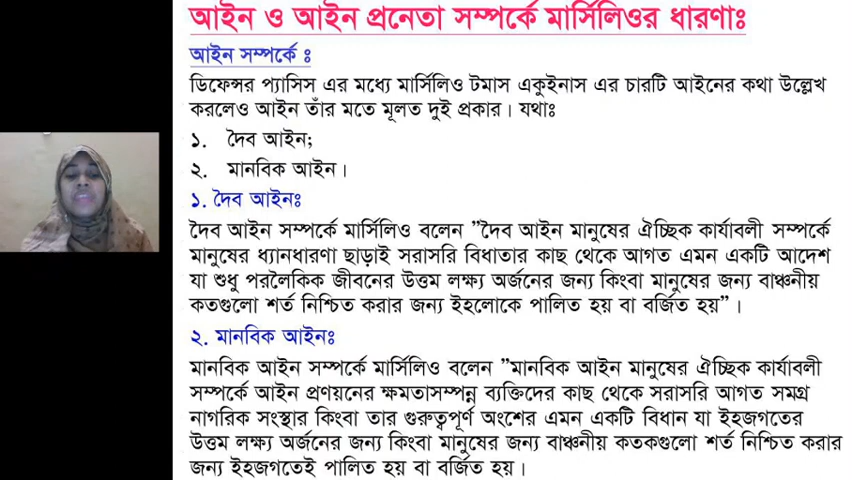 আইন ও আইন প্রনেতা সম্পর্কে মার্সিলিওর ধারণাঃ
আইন সম্পর্কে ঃ
ডিফেন্সর প্যাসিস এর মধ্যে মার্সিলিও টমাস একুইনাস এর চারটি আইনের কথা উল্লেখ
করলেও আইন তাঁর মতে মূলত দুই প্রকার। যথাঃ
১. দৈব আইন;
২. মানবিক আইন।
১. দৈব আইনঃ
দৈব আইন সম্পর্কে মার্সিলিও বলেন ”দৈব আইন মানুষের ঐচ্ছিক কার্যাবলী সম্পর্কে
মানুষের ধ্যানধারণা ছাড়াই সরাসরি বিধাতার কাছ থেকে আগত এমন একটি আদেশ
যা শুধু পরলৈকিক জীবনের উত্তম লক্ষ্য অর্জনের জন্য কিংবা মানুষের জন্য বাঞ্চনীয়
কতগুলো শর্ত নিশ্চিত করার জন্য ইহলোকে পালিত হয় বা বর্জিত হয়”।
২. মানবিক আইনঃ
মানবিক আইন সম্পর্কে মার্সিলিও বলেন ”মানবিক আইন মানুষের ঐচ্ছিক কার্যাবলী
সম্পর্কে আইন প্রণয়নের ক্ষমতাসম্পন্ন ব্যক্তিদের কাছ থেকে সরাসরি আগত সমগ্র
নাগরিক সংস্থার কিংবা তার গুরুত্বপূর্ণ অংশের এমন একটি বিধান যা ইহজগতের
উত্তম লক্ষ্য অর্জনের জন্য কিংবা মানুষের জন্য বাঞ্চনীয় কতকগুলো শর্ত নিশ্চিত করার
জন্য ইহজগতেই পালিত হয় বা বর্জিত হয়।